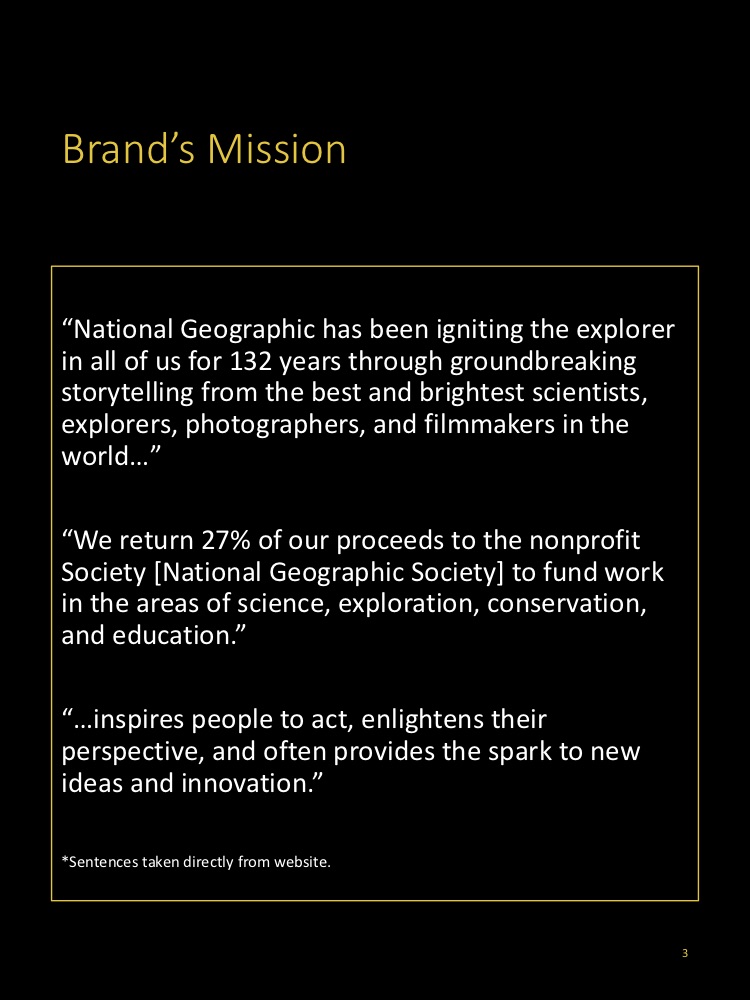 Brand’s Mission
“National Geographic has been igniting the explorer
in all of us for 132 years through groundbreaking
storytelling from the best and brightest scientists,
explorers, photographers, and filmmakers in the
world…”
“We return 27% of our proceeds to the nonprofit
Society [National Geographic Society] to fund work
in the areas of science, exploration, conservation,
and education.”
“…inspires people to act, enlightens their
perspective, and often provides the spark to new
ideas and innovation.”
*Sentences taken directly from website.
3